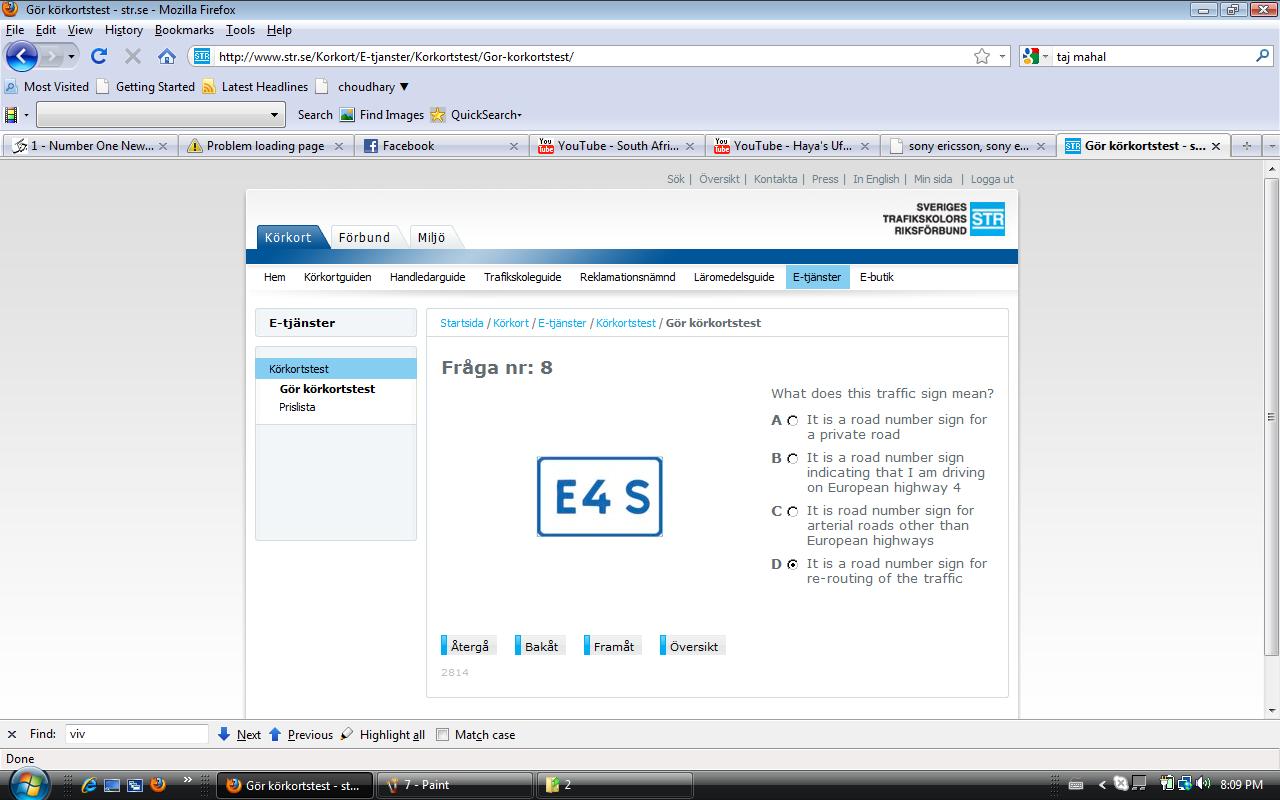 Gör körkortstest - str.se - Mozilla Firefox
File Edit View History Bookmarks Tools Help
STR http://www.str.se/Korkort/E-tjanster/Korkortstest/Gor-korkortstest/ taj mahal
Most Visited Getting Started Latest Headlines choudhary
Search Find Images QuickSearch
1 - Number One New... Problem loading page Facebook YouTube - South Afri... YouTube - Haya's Uf... sony ericsson, sony e... Gör körkortstest - s...
Sök | Översikt | Kontakta | Press | In English | Min sida | Logga ut
SVERIGES
TRAFIKSKOLORS STR
RIKSFÖRBUND
Körkort Förbund Miljö
Hem Körkortguiden Handledarguide Trafikskoleguide Reklamationsnämnd Läromedelsguide E-tjänster E-butik
E-tjänster
Körkortstest
Gör körkortstest
Prislista
Startsida / Körkort / E-tjänster / Körkortstest / Gör körkortstest
Fråga nr: 8
E4 S
What does this traffic sign mean?
A It is a road number sign for
a private road
B It is a road number sign
indicating that I am driving
on European highway 4
C It is road number sign for
arterial roads other than
European highways
D It is a road number sign for
re-routing of the traffic
Återgå Bakåt Framåt Översikt
2814
Find: viv Next Previous Highlight all Match case
Done
Gör körkortstest - st... 7 - Paint 2 8:09 PM